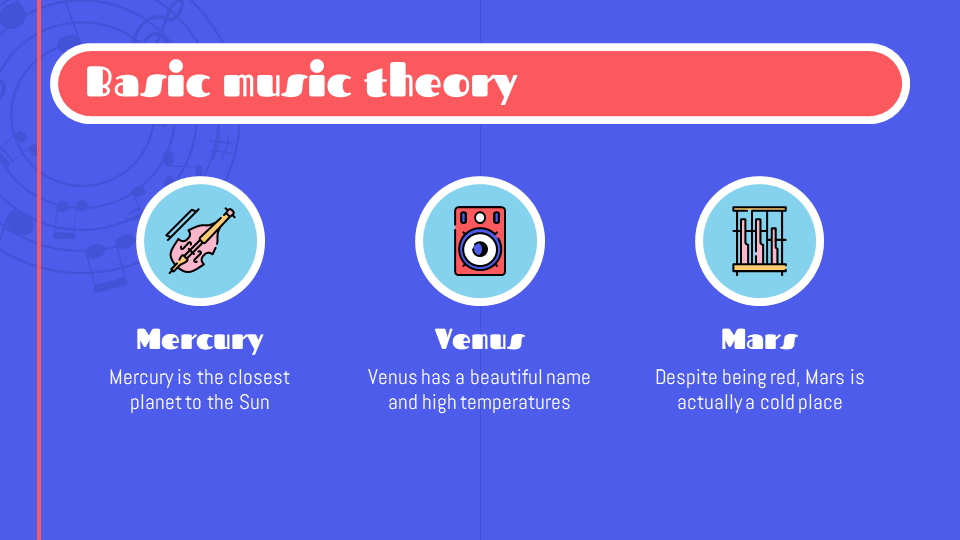 Basic music theory
Mercury
Mercury is the closest
planet to the Sun
Venus
Venus has a beautiful name
and high temperatures
Mars
Despite being red, Mars is
actually a cold place